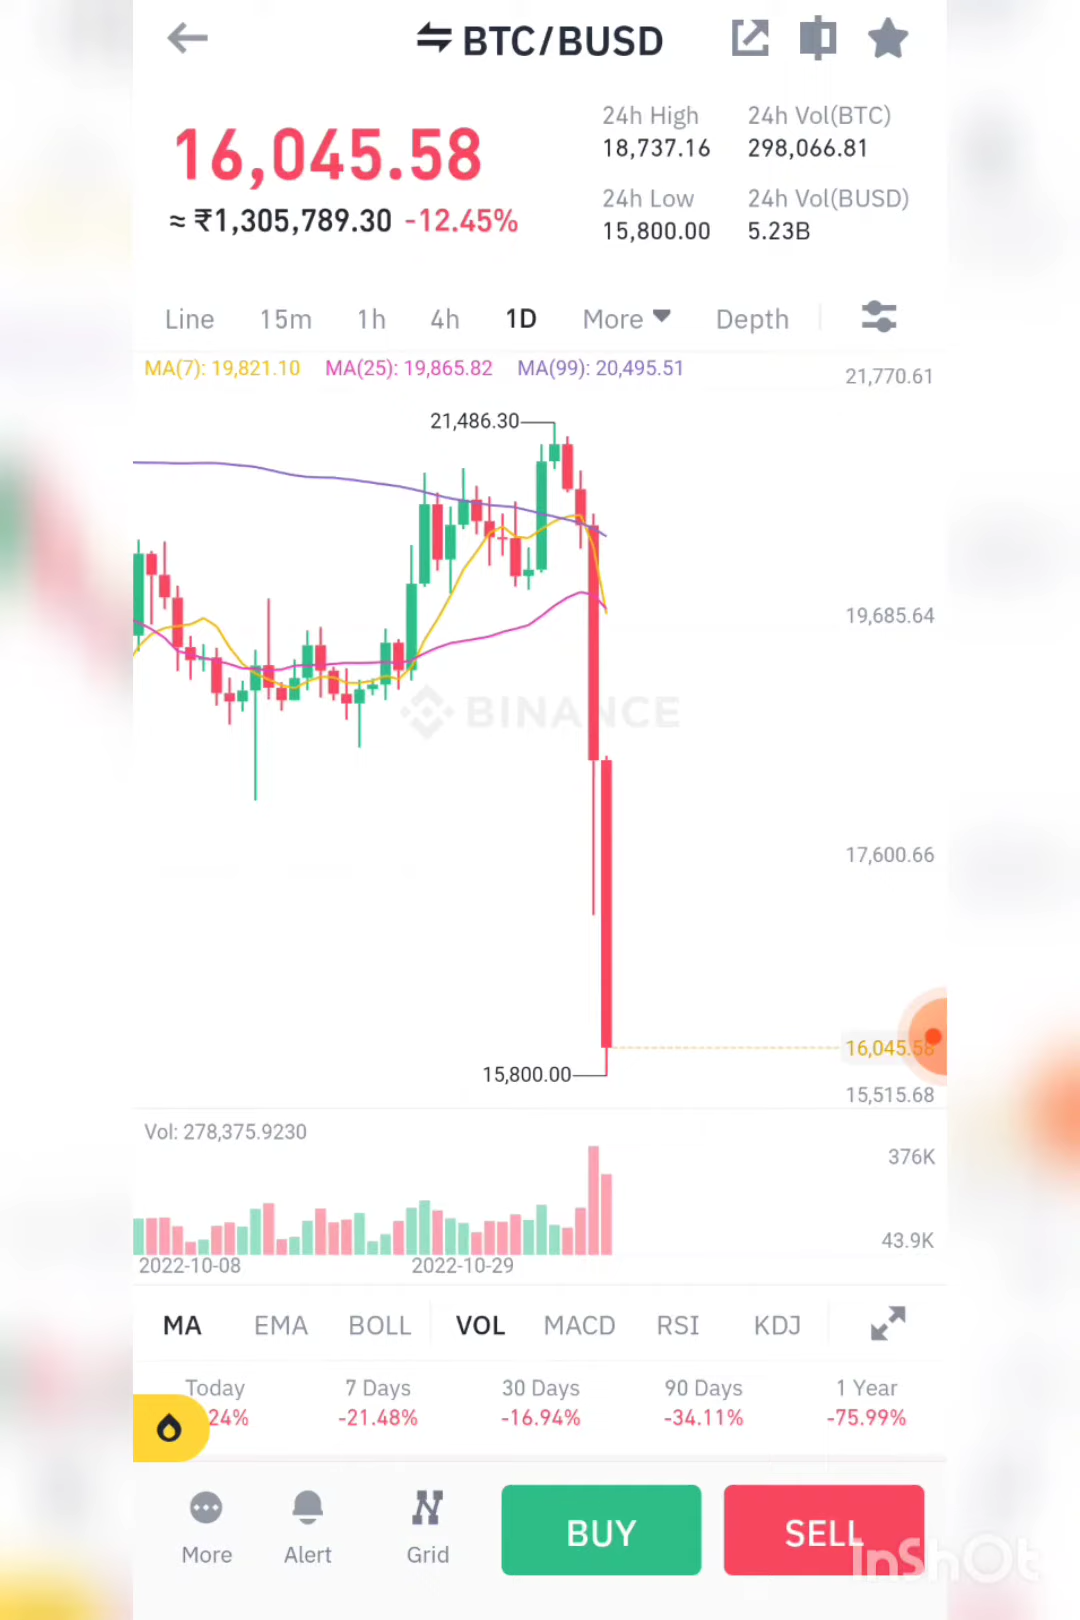 BTC/BUSD
16,045.58
≈ ₹1,305,789.30 -12.45%
24h High
18,737.16
24h Vol(BTC)
298,066.81
24h Low
15,800.00
24h Vol(BUSD)
5.23B
Line 15m 1h 4h 1D More Depth
MA(7): 19,821.10 MA(25): 19,865.82 MA(99): 20,495.51
21,770.61
21,486.30
19,685.64
BINANCE
17,600.66
16,045.58
15,800.00
15,515.68
Vol: 278,375.9230
376K
43.9K
2022-10-08 2022-10-29
MA EMA BOLL VOL MACD RSI KDJ
Today 7 Days 30 Days 90 Days 1 Year
24% -21.48% -16.94% -34.11% -75.99%
More Alert Grid BUY SELL
InShOt